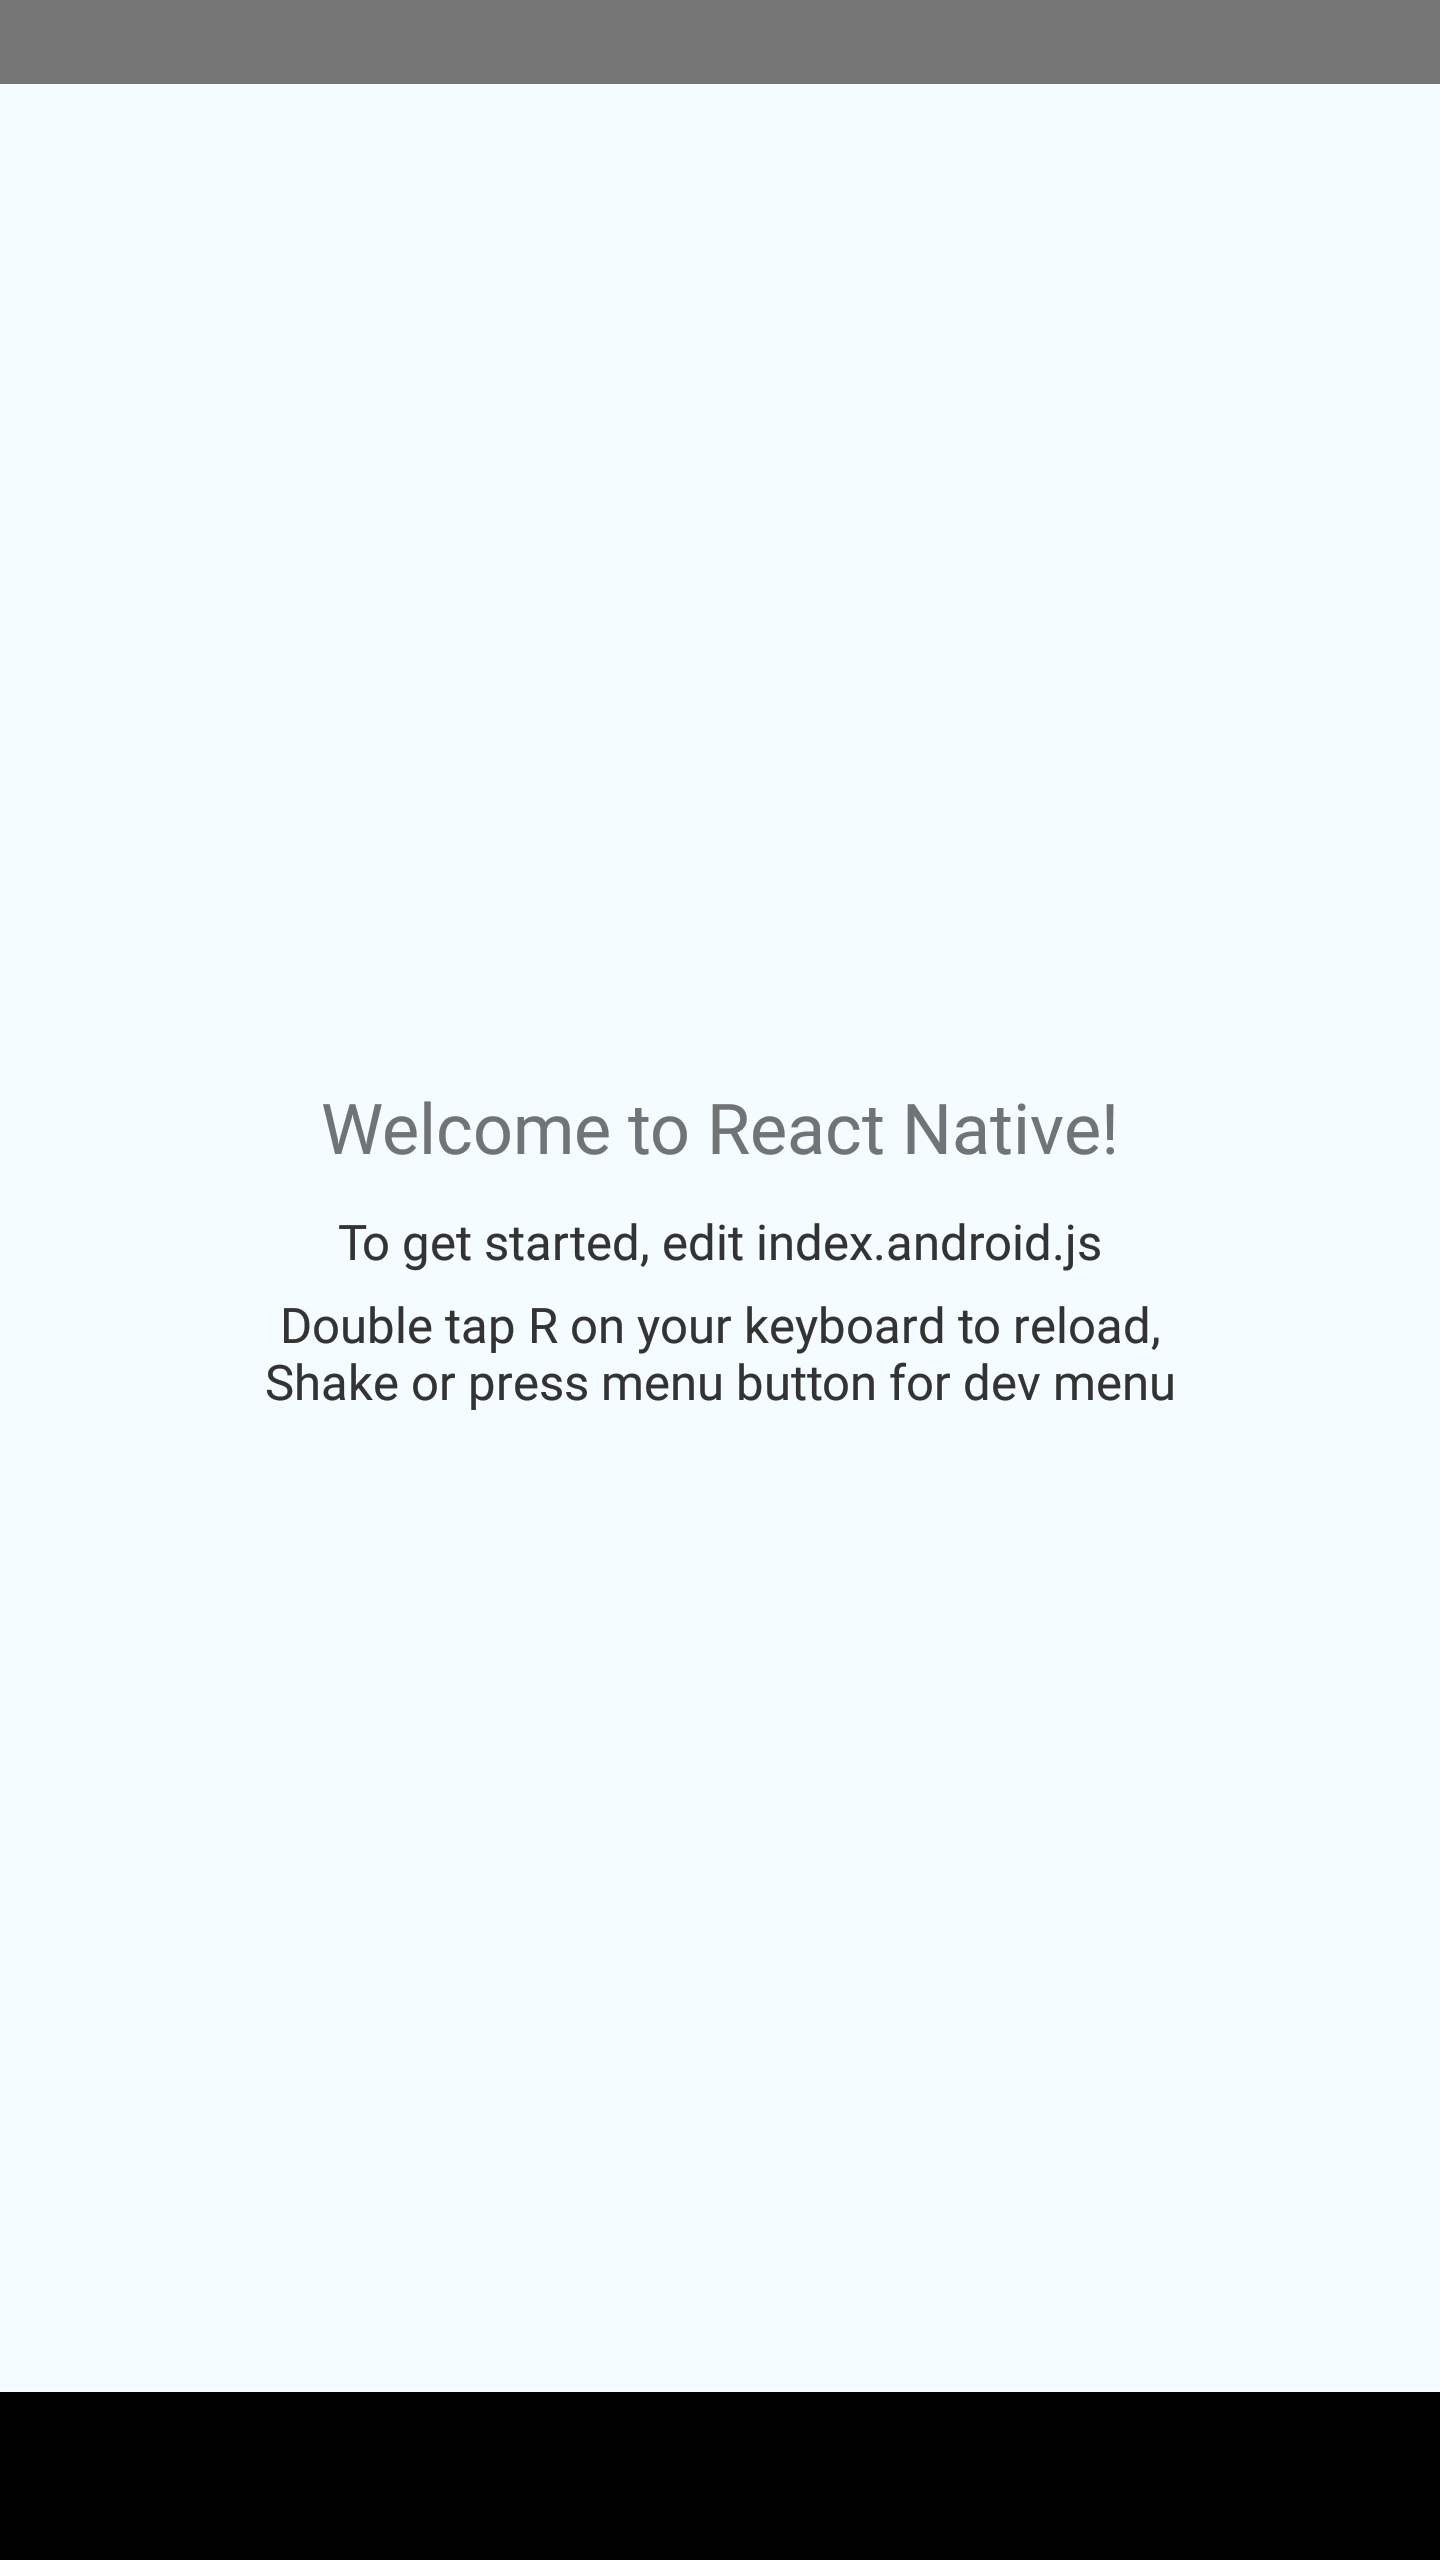 Welcome to React Native!
To get started, edit index.android.js
Double tap R on your keyboard to reload,
Shake or press menu button for dev menu